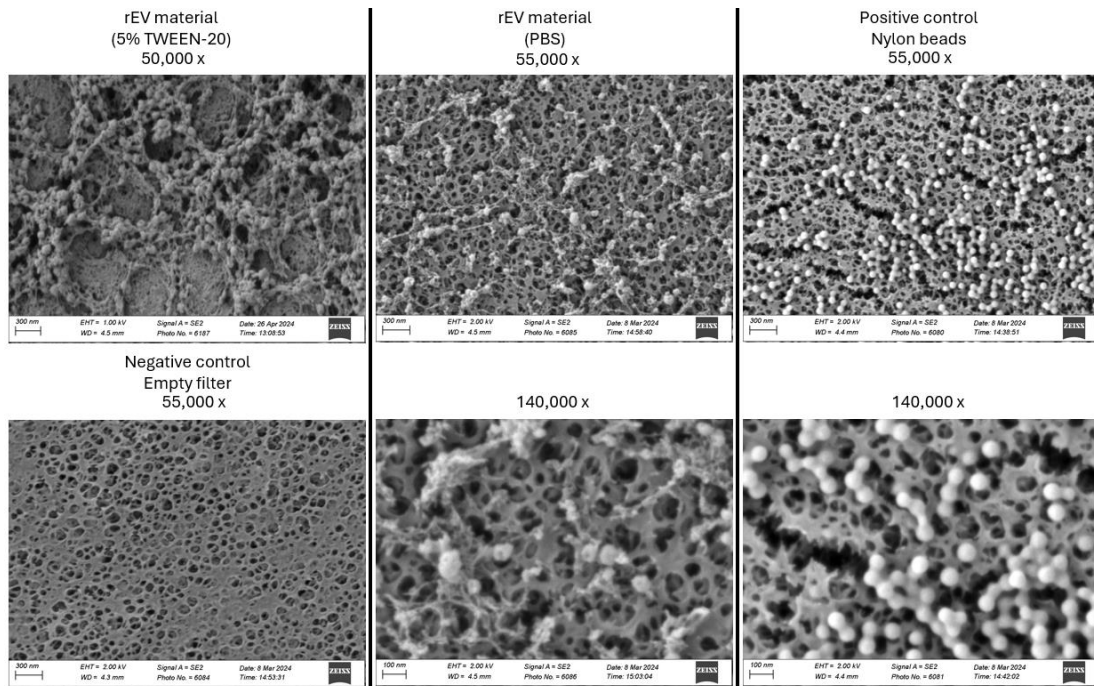 rEV material
(5% TWEEN-20)
50,000 x
rEV material
(PBS)
55,000 x
Positive control
Nylon beads
55,000 x
300 nm
EHT = 1.00 kV
WD = 4.5 mm
Signal A = SE2
Photo No. = 6187
Date: 26 Apr 2024
Time: 13:08:53
ZEISS
300 nm
EHT = 2.00 kV
WD = 4.5 mm
Signal A = SE2
Photo No. = 6085
Date: 8 Mar 2024
Time: 14:58:40
ZEISS
300 nm
EHT = 2.00 kV
WD = 4.4 mm
Signal A = SE2
Photo No. = 6080
Date: 8 Mar 2024
Time: 14:38:51
ZEISS
Negative control
Empty filter
55,000 x
140,000 x
140,000 x
300 nm
EHT = 2.00 kV
WD = 4.3 mm
Signal A = SE2
Photo No. = 6084
Date: 8 Mar 2024
Time: 14:53:31
ZEISS
100 nm
EHT = 2.00 kV
WD = 4.5 mm
Signal A = SE2
Photo No. = 6086
Date: 8 Mar 2024
Time: 15:03:04
ZEISS
100 nm
EHT = 2.00 kV
WD = 4.4 mm
Signal A = SE2
Photo No. = 6081
Date: 8 Mar 2024
Time: 14:42:02
ZEISS